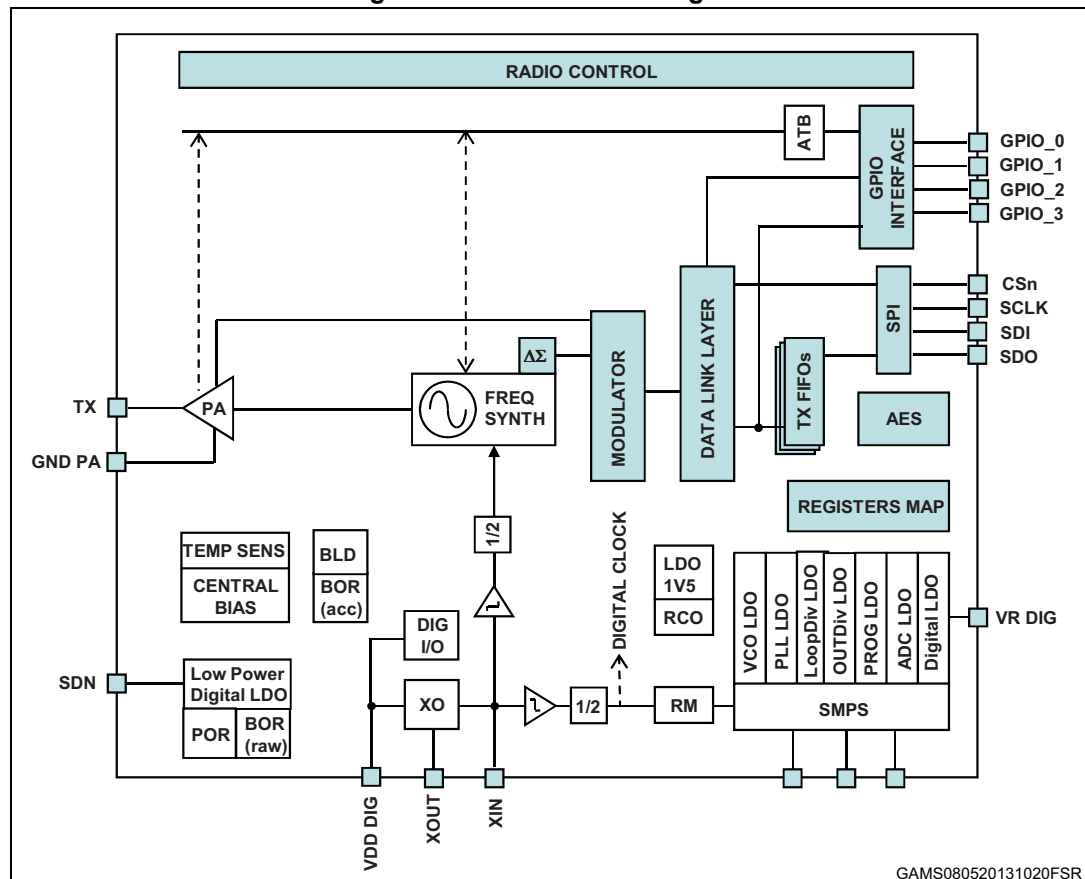 RADIO CONTROL
ATB
GPIO
INTERFACE
GPIO_0
GPIO_1
GPIO_2
GPIO_3
CSn
SCLK
SDI
SDO
SPI
DATA LINK LAYER
TX FIFOs
AES
MODULATOR
ΔΣ
FREQ
SYNTH
PA
TX
GND PA
REGISTERS MAP
1/2
DIGITAL CLOCK
TEMP SENS
CENTRAL
BIAS
BLD
BOR
(acc)
LDO
1V5
RCO
VCO LDO
PLL LDO
LoopDiv LDO
OUTDiv LDO
PROG LDO
ADC LDO
Digital LDO
VR DIG
DIG
I/O
SDN
Low Power
Digital LDO
POR
BOR
(raw)
XO
1/2
RM
SMPS
VDD DIG
XOUT
XIN
GAMS080520131020FSR